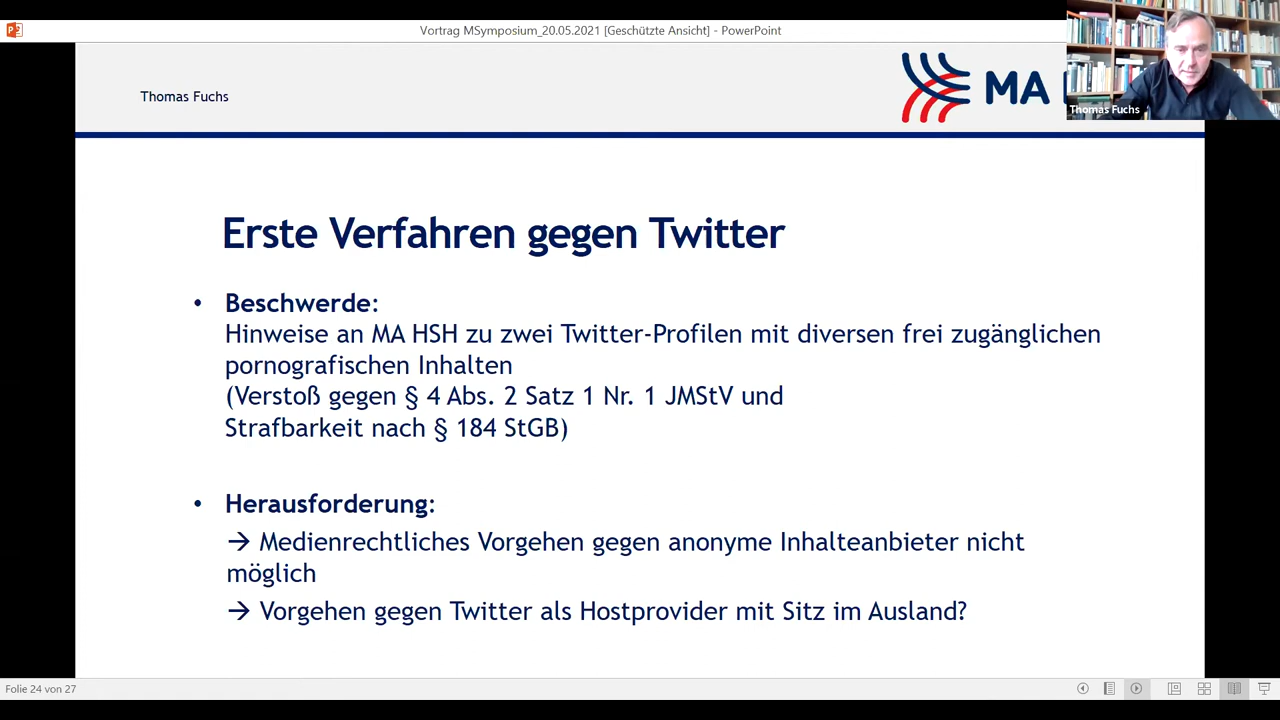 Vortrag MSymposium_20.05.2021 [Geschützte Ansicht] - PowerPoint
Thomas Fuchs
MA
Thomas Fuchs
Erste Verfahren gegen Twitter
• Beschwerde:
Hinweise an MA HSH zu zwei Twitter-Profilen mit diversen frei zugänglichen
pornografischen Inhalten
(Verstoß gegen § 4 Abs. 2 Satz 1 Nr. 1 JMStV und
Strafbarkeit nach § 184 StGB)
• Herausforderung:
→ Medienrechtliches Vorgehen gegen anonyme Inhalteanbieter nicht
möglich
→ Vorgehen gegen Twitter als Hostprovider mit Sitz im Ausland?
Folie 24 von 27